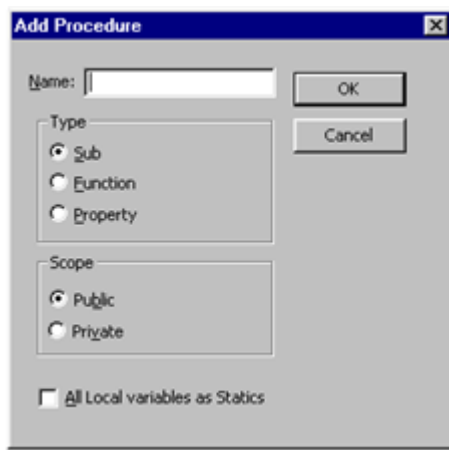 Add Procedure
Name:
OK
Type
Cancel
Sub
Function
Property
Scope
Public
Private
All Local variables as Statics